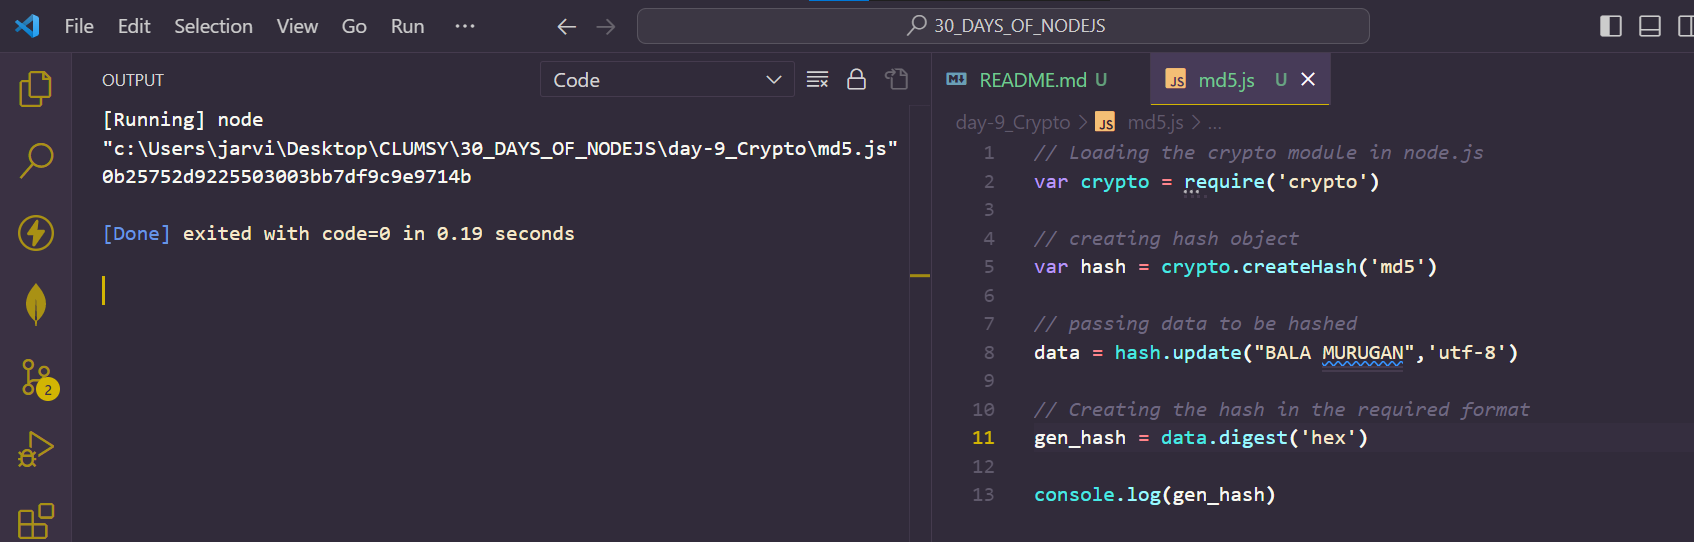 File Edit Selection View Go Run ...
30_DAYS_OF_NODEJS
OUTPUT
Code
[Running] node
"c:\Users\jarvi\Desktop\CLUMSY\30_DAYS_OF_NODEJS\day-9_Crypto\md5.js"
0b25752d9225503003bb7df9c9e9714b
[Done] exited with code=0 in 0.19 seconds
2
README.md U
JS md5.js U
day-9_Crypto > JS md5.js > ...
1 // Loading the crypto module in node.js
2 var crypto = require('crypto')
3
4 // creating hash object
5 var hash = crypto.createHash('md5')
6
7 // passing data to be hashed
8 data = hash.update("BALA MURUGAN",'utf-8')
9
10 // Creating the hash in the required format
11 gen_hash = data.digest('hex')
12
13 console.log(gen_hash)